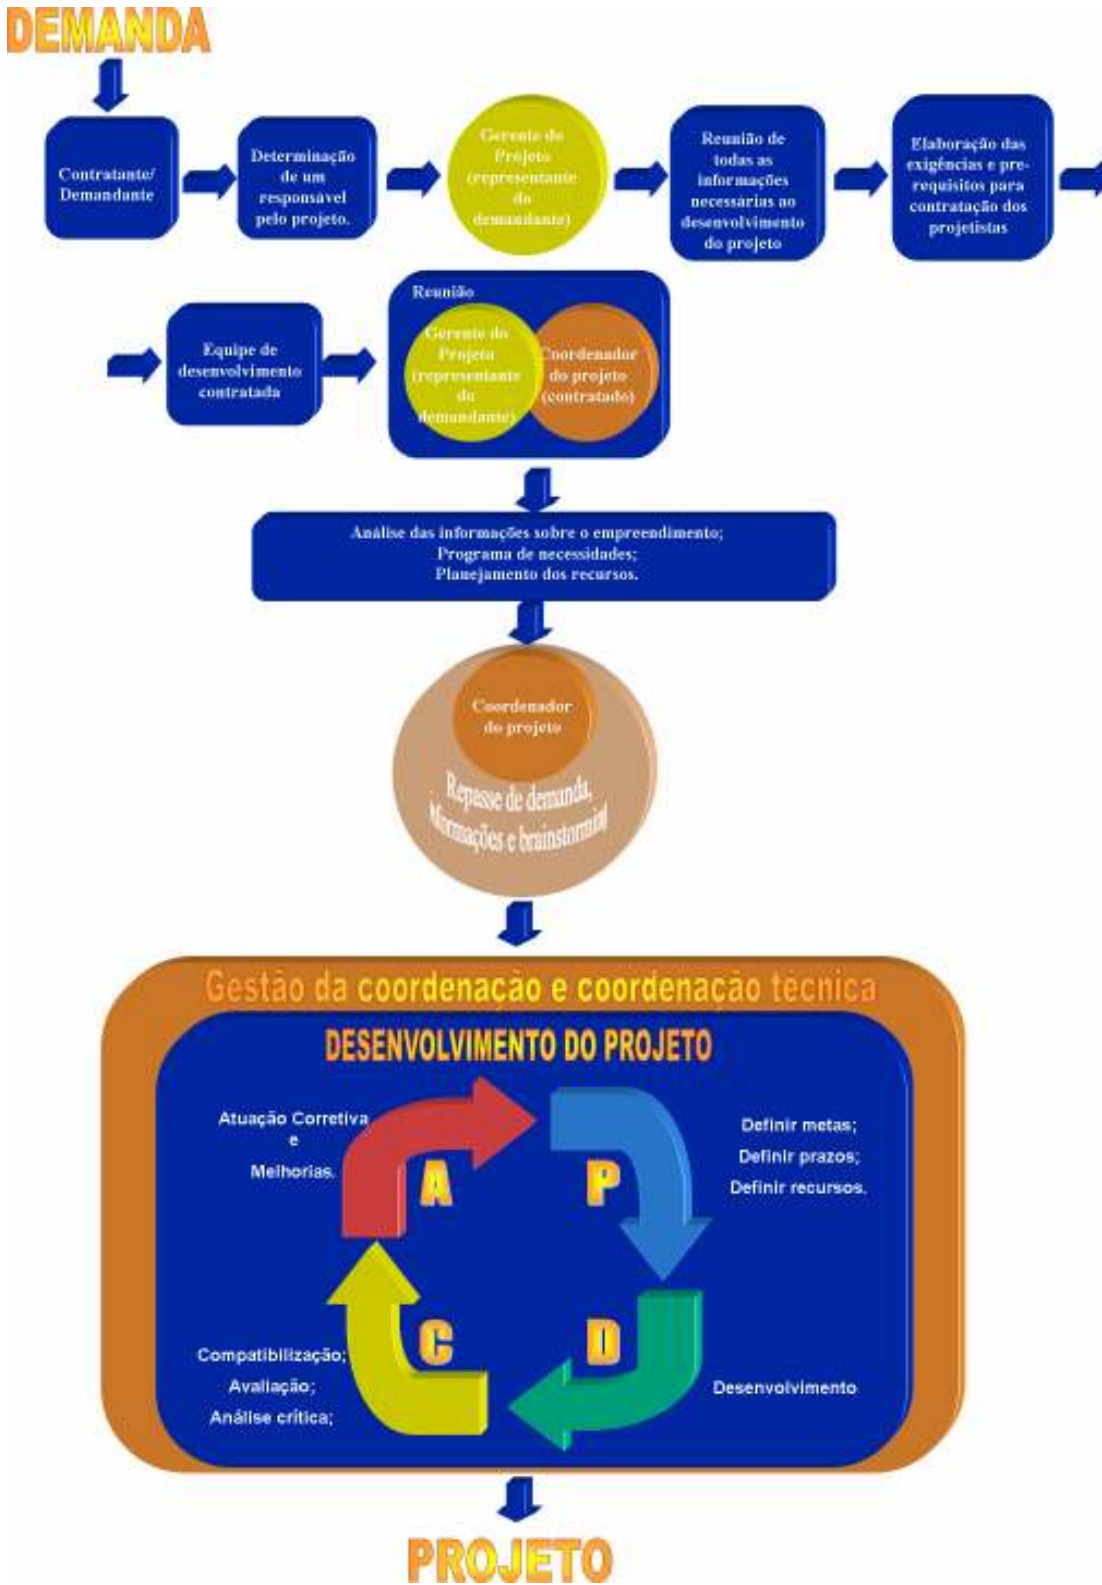 DEMANDA
Contratante/
Demandante
Determinação
de um
responsável
pelo projeto.
Gerente do
Projeto
(representante
do
demandante)
Reunião de
todas as
informações
necessárias ao
desenvolvimento
do projeto
Elaboração das
exigências e pre-
requisitos para
contratação dos
projetistas
Equipe de
desenvolvimento
contratada
Reunião
Gerente do
Projeto
(representante
do
demandante)
Coordenador
do projeto
(contratado)
Análise das informações sobre o empreendimento;
Programa de necessidades;
Planejamento dos recursos.
Coordenador
do projeto
Repasse de demanda,
e
Gestão da coordenação e coordenação técnica
DESENVOLVIMENTO DO PROJETO
Atuação Corretiva
e
Melhorias.
A
P
Definir metas;
Definir prazos;
Definir recursos.
C
D
Compatibilização;
Avaliação;
Análise crítica;
Desenvolvimento
PROJETO